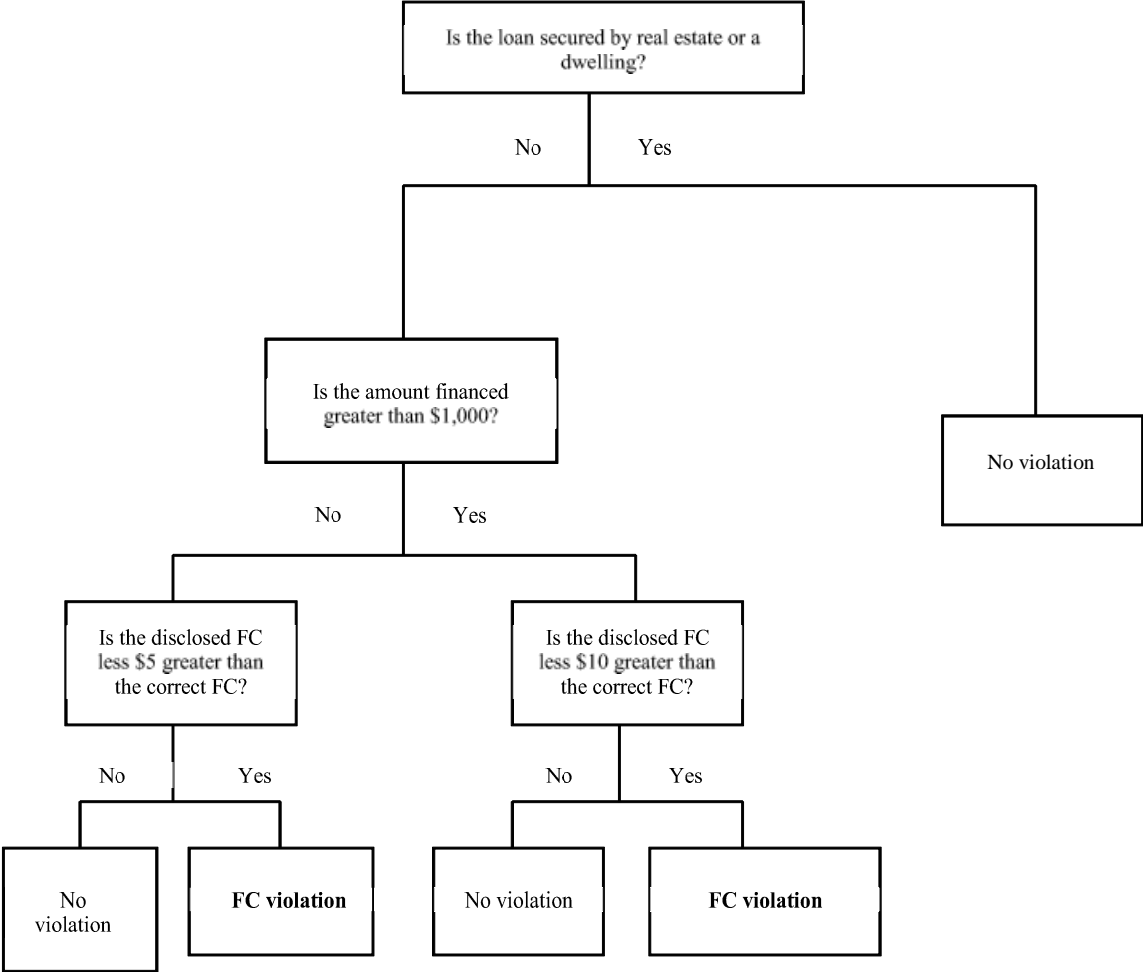 Is the loan secured by real estate or a
dwelling?
No
Yes
Is the amount financed
greater than $1,000?
No violation
No
Yes
Is the disclosed FC
less $5 greater than
the correct FC?
Is the disclosed FC
less $10 greater than
the correct FC?
No
Yes
No
Yes
No
violation
FC violation
No violation
FC violation